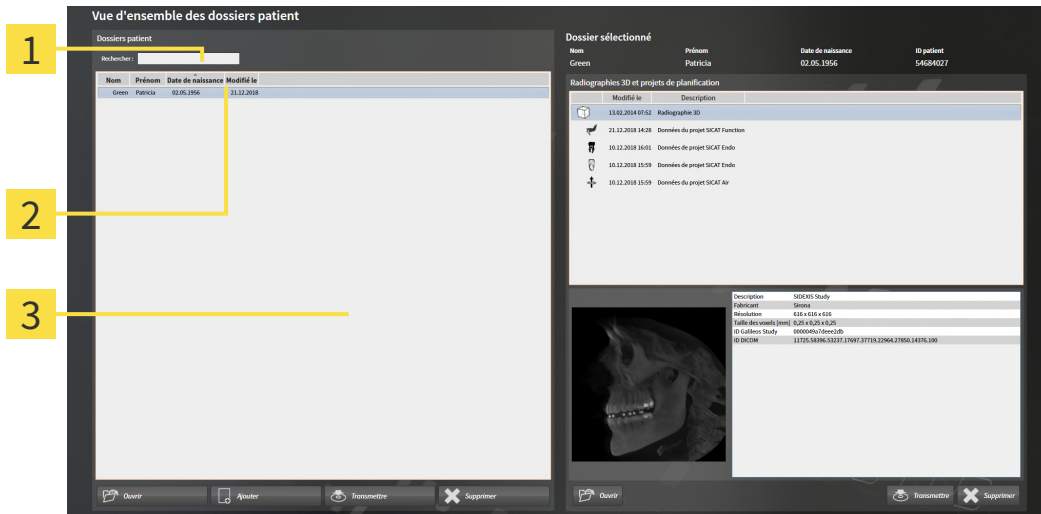 Vue d'ensemble des dossiers patient
1
Dossiers patient
Rechercher :
Nom Prénom Date de naissance Modifié le
Green Patricia 02.05.1956 21.12.2018
2
3
Ouvrir Ajouter Transmettre Supprimer
Dossier sélectionné
Nom Prénom Date de naissance ID patient
Green Patricia 02.05.1956 54684027
Radiographies 3D et projets de planification
Modifié le Description
13.02.2014 07:52 Radiographie 3D
21.12.2018 14:28 Données du projet SICAT Function
10.12.2018 16:01 Données de projet SICAT Endo
10.12.2018 15:59 Données de projet SICAT Endo
10.12.2018 15:59 Données du projet SICAT Air
Description SIDEXIS Study
Fabricant Sirona
Résolution 616 x 616 x 616
Taille des voxels [mm] 0,25 x 0,25 x 0,25
ID Galileos Study 0000049a7deee2db
ID DICOM 11725.58396.53237.17697.37719.22964.27850.14376.100
Ouvrir Transmettre Supprimer